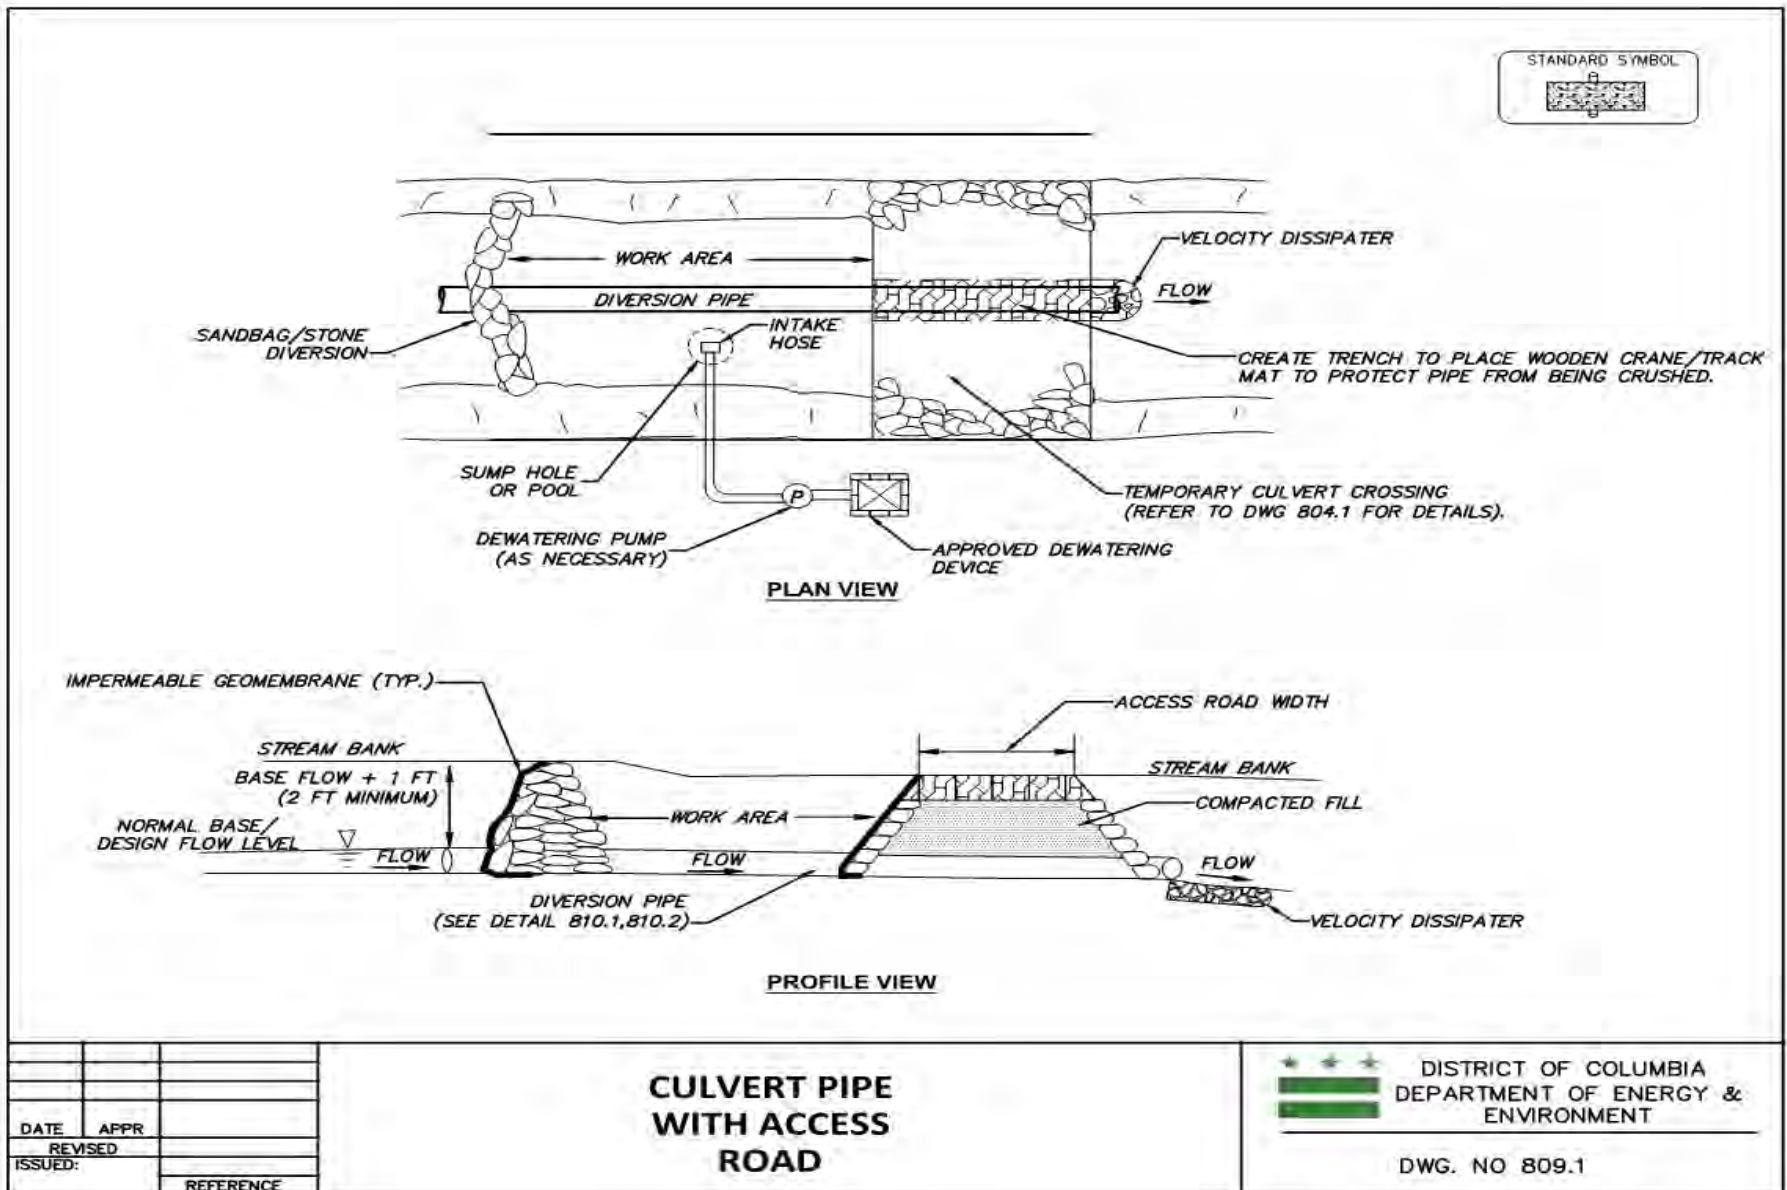 STANDARD SYMBOL
VELOCITY DISSIPATER
WORK AREA
DIVERSION PIPE
FLOW
INTAKE
HOSE
SANDBAG/STONE
DIVERSION
CREATE TRENCH TO PLACE WOODEN CRANE/TRACK
MAT TO PROTECT PIPE FROM BEING CRUSHED.
SUMP HOLE
OR POOL
P
TEMPORARY CULVERT CROSSING
(REFER TO DWG 804.1 FOR DETAILS).
DEWATERING PUMP
(AS NECESSARY)
APPROVED DEWATERING
DEVICE
PLAN VIEW
IMPERMEABLE GEOMEMBRANE (TYP.)
ACCESS ROAD WIDTH
STREAM BANK
BASE FLOW + 1 FT
(2 FT MINIMUM)
STREAM BANK
COMPACTED FILL
WORK AREA
NORMAL BASE/
DESIGN FLOW LEVEL
FLOW
FLOW
FLOW
DIVERSION PIPE
(SEE DETAIL 810.1,810.2)
VELOCITY DISSIPATER
PROFILE VIEW
DATE APPR
REVISED
ISSUED:
REFERENCE
CULVERT PIPE
WITH ACCESS
ROAD
DISTRICT OF COLUMBIA
DEPARTMENT OF ENERGY &
ENVIRONMENT
DWG. NO 809.1